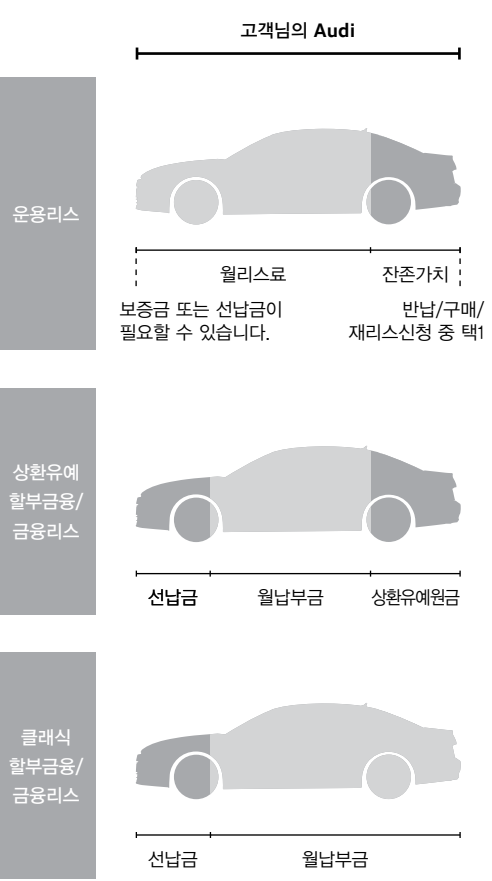 고객님의 Audi
운용리스
월리스료
잔존가치
보증금 또는 선납금이
필요할 수 있습니다.
반납/구매/
재리스신청 중 택1
상환유예
할부금융/
금융리스
선납금
월납부금
상환유예원금
클래식
할부금융/
금융리스
선납금
월납부금